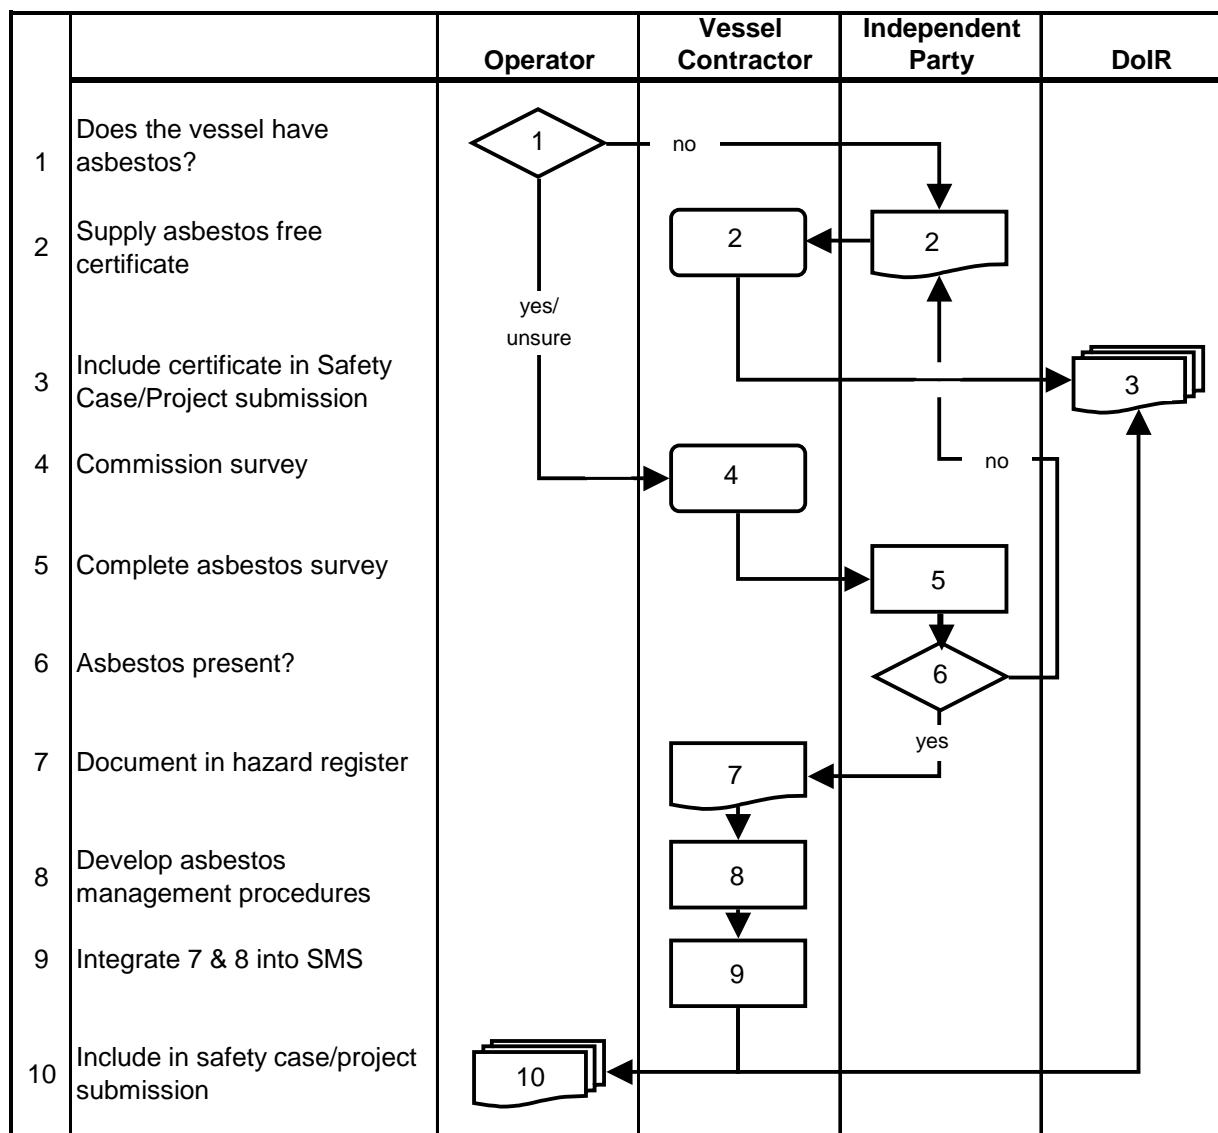 Operator
Vessel
Contractor
Independent
Party
DoIR
1
Does the vessel have
asbestos?
1
no
2
Supply asbestos free
certificate
2
2
yes/
unsure
3
Include certificate in Safety
Case/Project submission
3
4
Commission survey
4
no
5
Complete asbestos survey
5
6
Asbestos present?
6
yes
7
Document in hazard register
7
8
Develop asbestos
management procedures
8
9
Integrate 7 & 8 into SMS
9
10
Include in safety case/project
submission
10